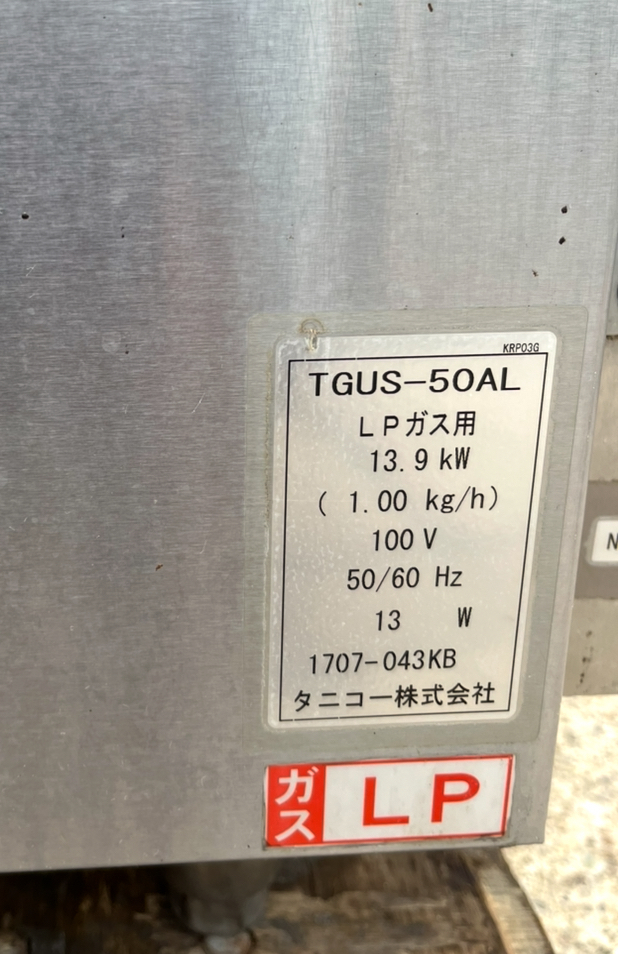 KRP03G
TGUS-50AL
LPガス用
13.9 kW
( 1.00 kg/h)
100 V
50/60 Hz
13 W
1707-043KB
タニコー株式会社
ガス LP
N